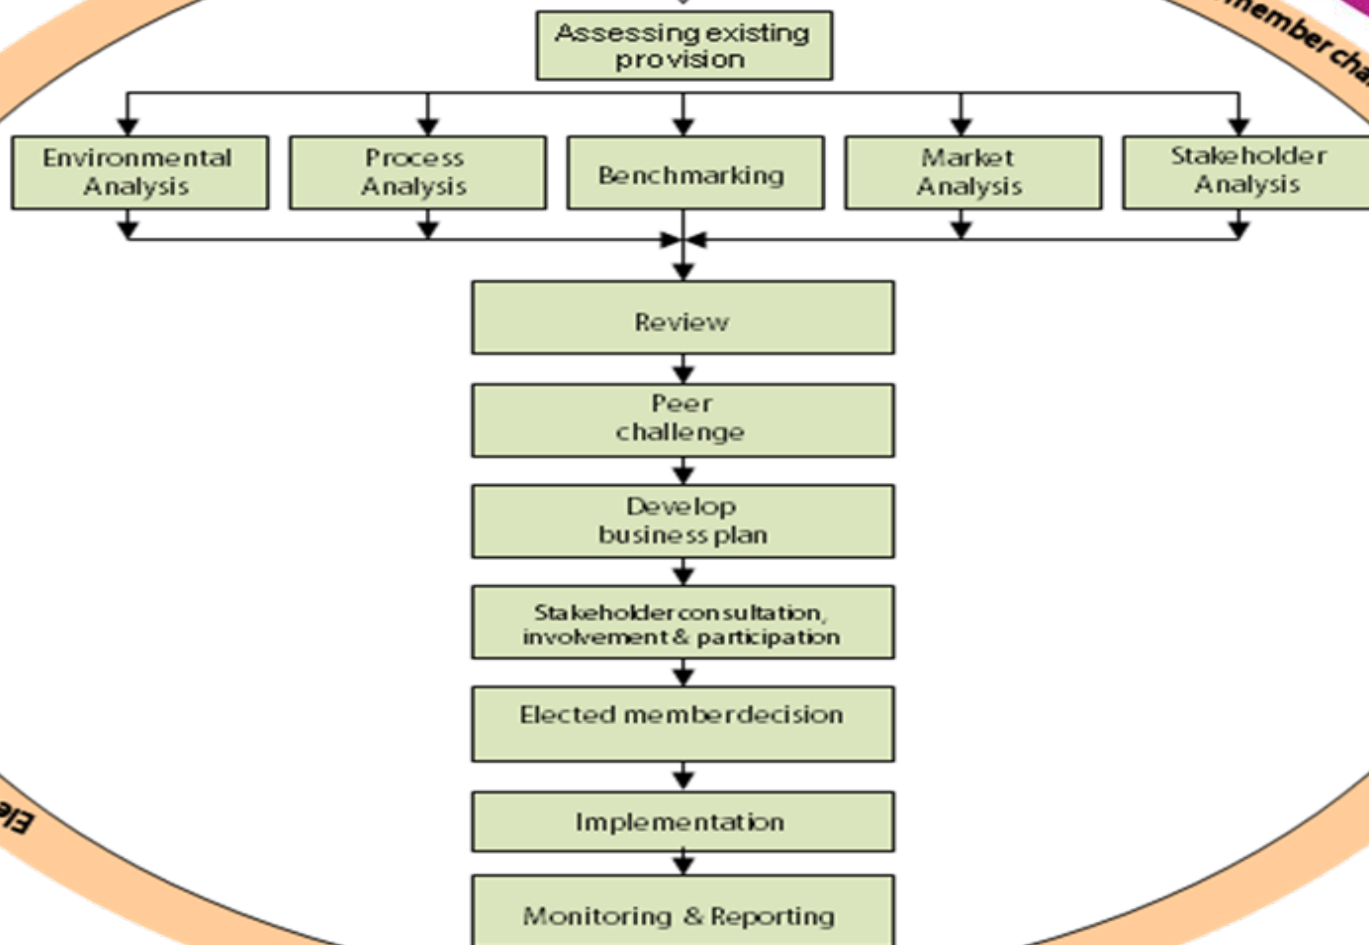 Assessing existing
provision
member
Environmental
Analysis
Process
Analysis
Benchmarking
Market
Analysis
Stakeholder
Analysis
Review
Peer
challenge
Develop
business plan
Stakeholder consultation,
involvement & participation
Elected member decision
Implementation
Monitoring & Reporting